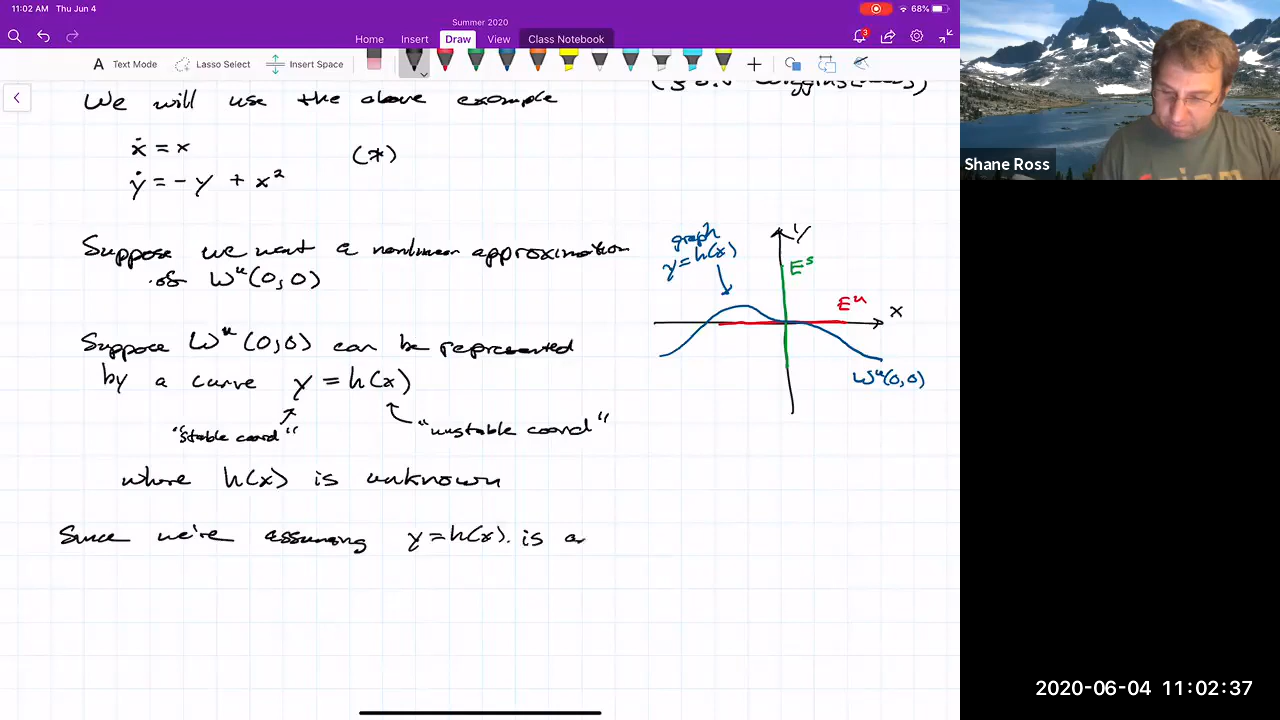 11:02 AM Thu Jun 4
68%
Summer 2020
Home Insert Draw View Class Notebook
3
Text Mode Lasso Select Insert Space
We will use the above example
ẋ = x (*)
ẏ = - y + x²
Suppose we want a nonlinear approximation
of Wᵘ(0,0)
Suppose Wᵘ(0,0) can be represented
by a curve y = h(x)
"stable coord" "unstable coord"
where h(x) is unknown
Since we're assuming y = h(x) is a
graph
y = h(x)
y
Eˢ
Eᵘ
x
Wᵘ(0,0)
Shane Ross
2020-06-04 11:02:37